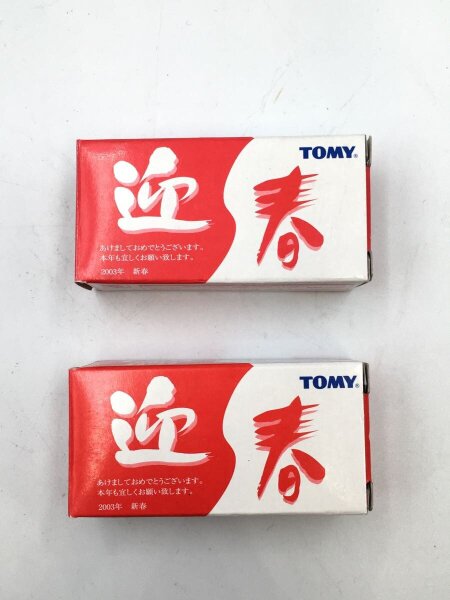 TOMY®
迎春
あけましておめでとうございます。
本年も宜しくお願い致します。
2003年 新春
TOMY®
迎春
あけましておめでとうございます。
本年も宜しくお願い致します。
2003年 新春